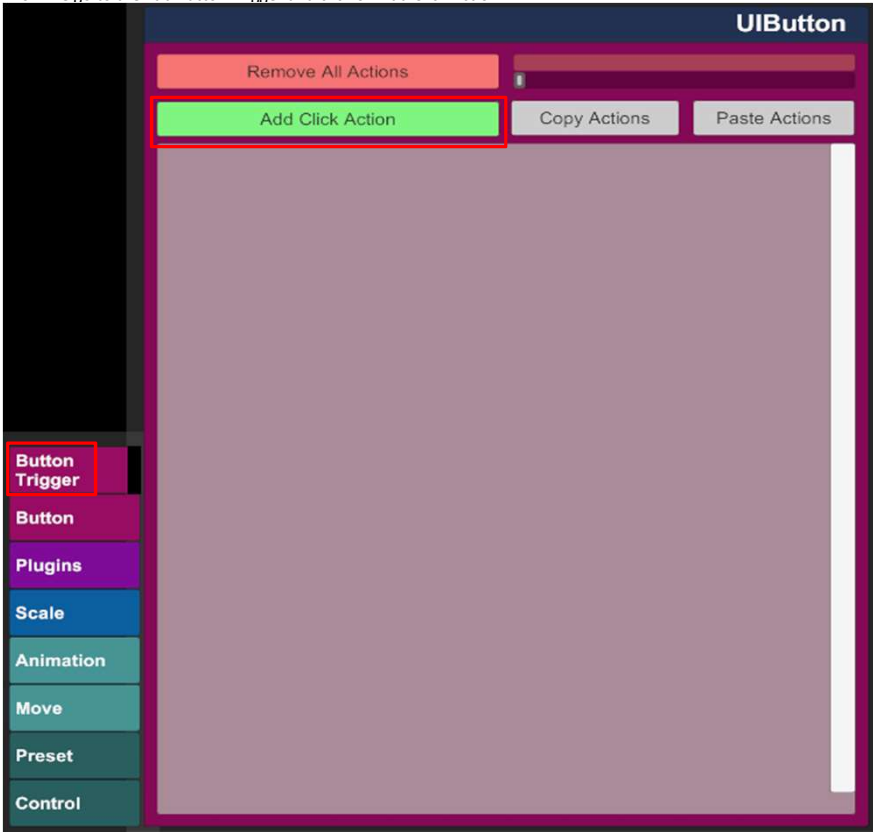 UIButton
Remove All Actions
Add Click Action
Copy Actions
Paste Actions
Button
Trigger
Button
Plugins
Scale
Animation
Move
Preset
Control